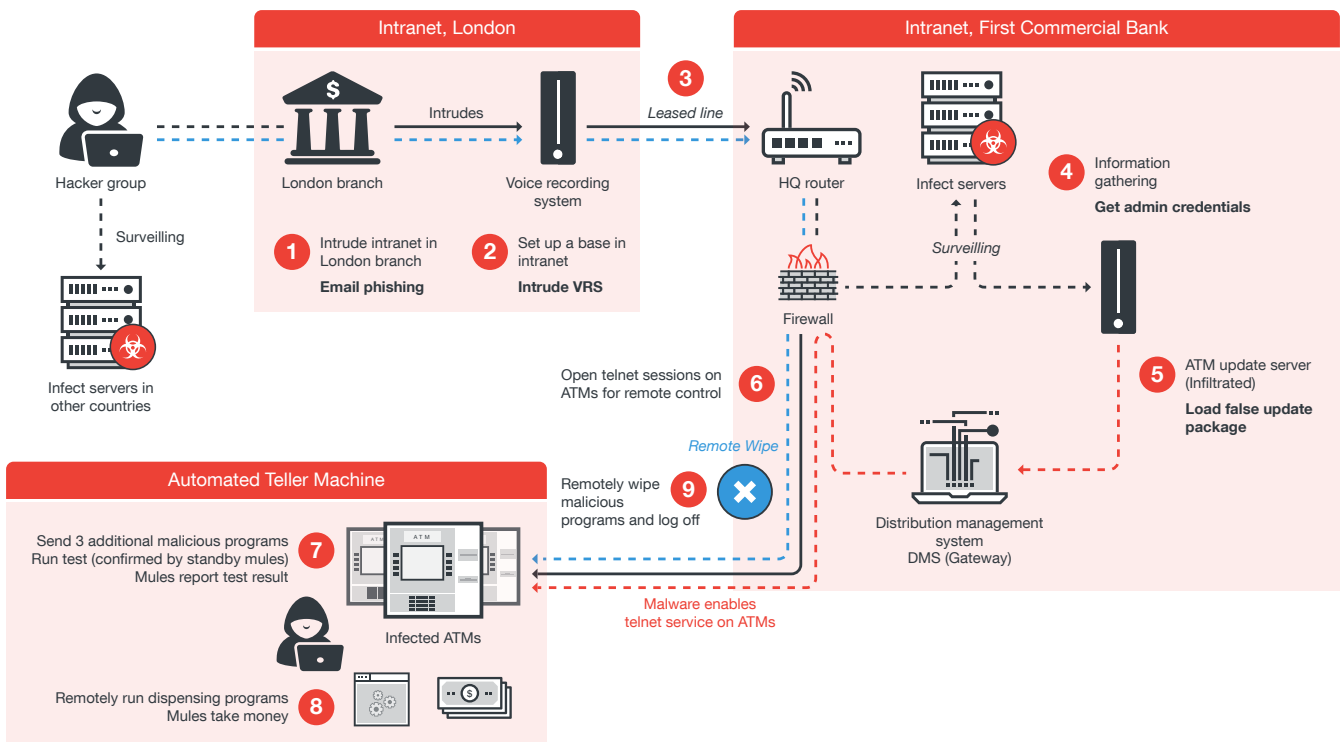 Intranet, London
Intranet, First Commercial Bank
$
3
Intrudes
Leased line
Hacker group
London branch
Voice recording
system
HQ router
Infect servers
4
Information
gathering
Get admin credentials
Surveilling
1
Intrude intranet in
London branch
Email phishing
2
Set up a base in
intranet
Intrude VRS
Surveilling
Firewall
Infect servers in
other countries
Open telnet sessions on
ATMs for remote control
6
5
ATM update server
(Infiltrated)
Load false update
package
Remote Wipe
Remotely wipe
malicious
programs and log off
9
Distribution management
system
DMS (Gateway)
Automated Teller Machine
Send 3 additional malicious programs
Run test (confirmed by standby mules)
Mules report test result
7
ATM
ATM
Infected ATMs
Malware enables
telnet service on ATMs
Remotely run dispensing programs
Mules take money
8
$